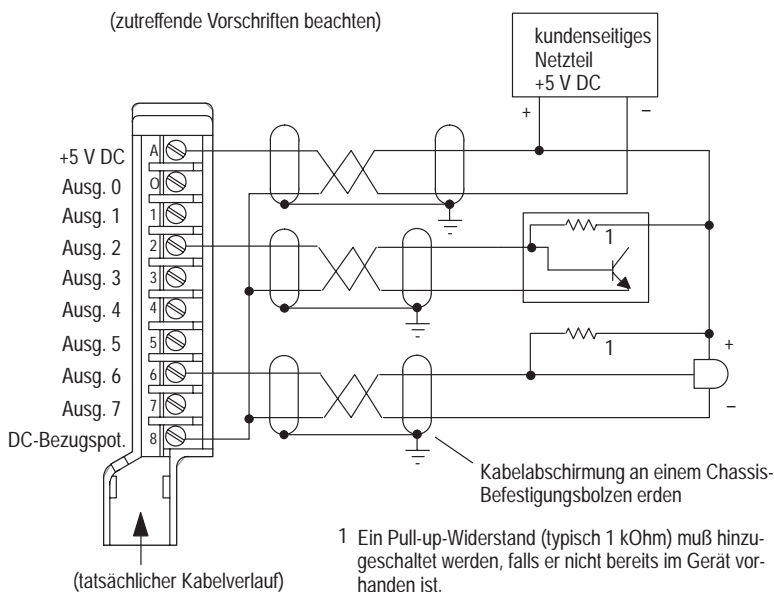 (zutreffende Vorschriften beachten)
kundenseitiges
Netzteil
+5 V DC
+ –
+5 V DC A
Ausg. 0 0
Ausg. 1 1
Ausg. 2 2
Ausg. 3 3
Ausg. 4 4
Ausg. 5 5
Ausg. 6 6
Ausg. 7 7
DC-Bezugspot. 8
1
1
+
–
Kabelabschirmung an einem Chassis-
Befestigungsbolzen erden
1 Ein Pull-up-Widerstand (typisch 1 kOhm) muß hinzu-
geschaltet werden, falls er nicht bereits im Gerät vor-
handen ist.
(tatsächlicher Kabelverlauf)